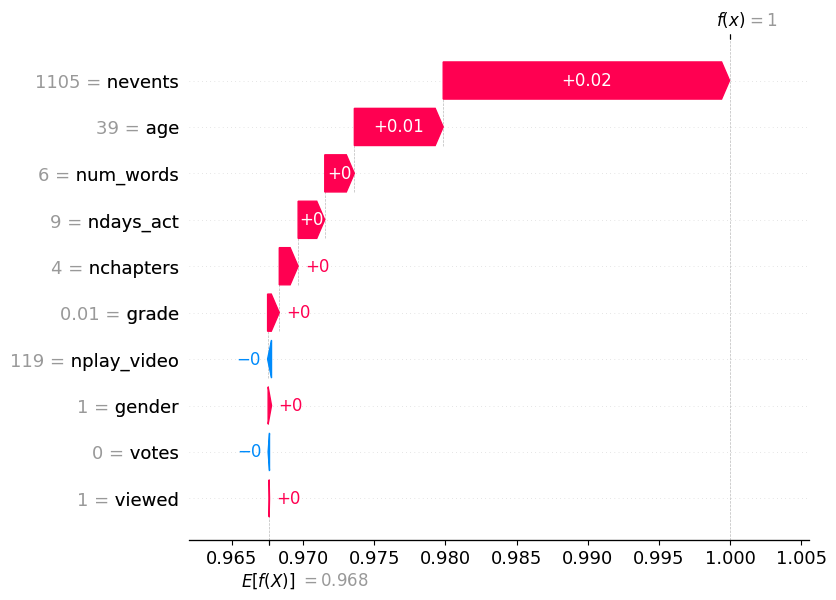 f(x) = 1
1105 = nevents
+0.02
39 = age
+0.01
6 = num_words
+0
9 = ndays_act
+0
4 = nchapters
+0
0.01 = grade
+0
119 = nplay_video
−0
1 = gender
+0
0 = votes
−0
1 = viewed
+0
0.965 0.970 0.975 0.980 0.985 0.990 0.995 1.000 1.005
E[f(X)] = 0.968